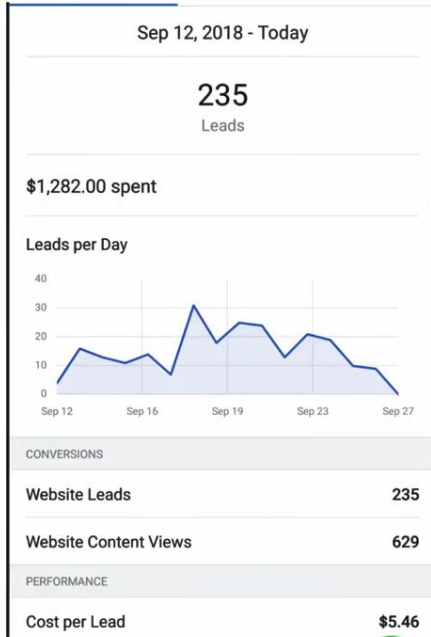 Sep 12, 2018 - Today
235
Leads
$1,282.00 spent
Leads per Day
40
30
20
10
0
Sep 12 Sep 16 Sep 19 Sep 23 Sep 27
CONVERSIONS
Website Leads 235
Website Content Views 629
PERFORMANCE
Cost per Lead $5.46